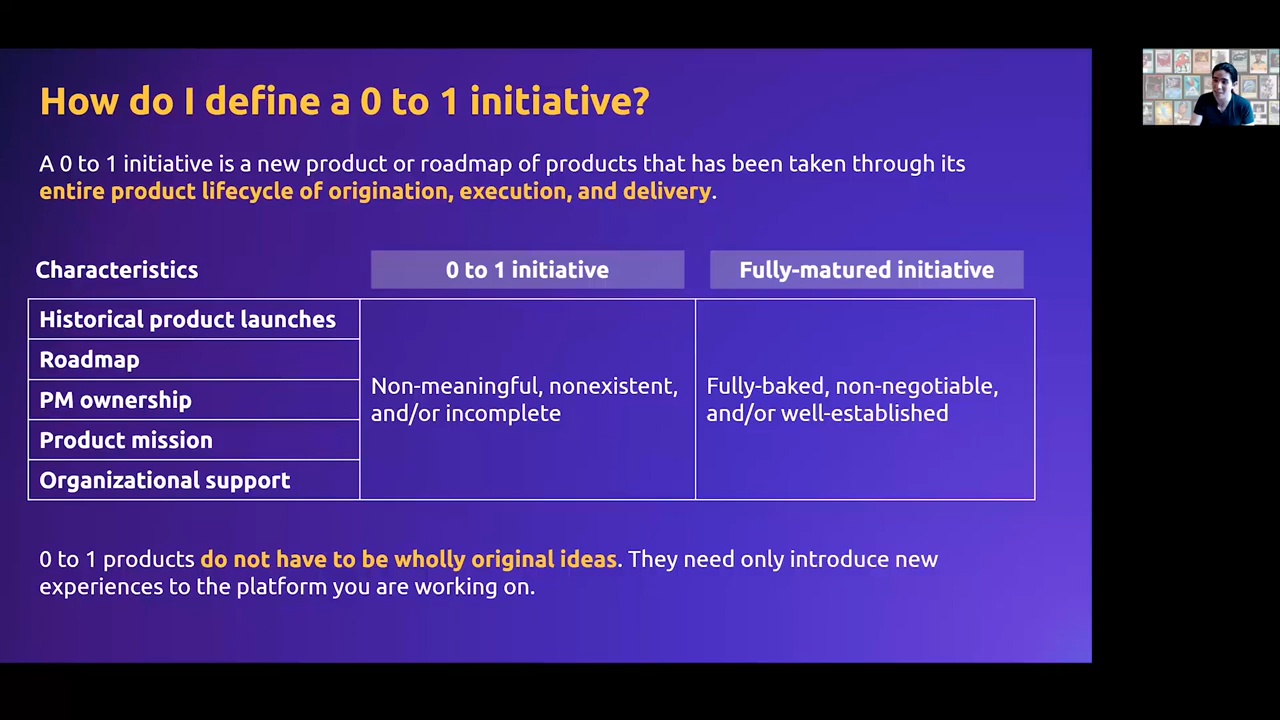 How do I define a 0 to 1 initiative?
A 0 to 1 initiative is a new product or roadmap of products that has been taken through its
entire product lifecycle of origination, execution, and delivery.
Characteristics
0 to 1 initiative
Fully-matured initiative
Historical product launches
Roadmap
PM ownership
Product mission
Organizational support
Non-meaningful, nonexistent,
and/or incomplete
Fully-baked, non-negotiable,
and/or well-established
0 to 1 products do not have to be wholly original ideas. They need only introduce new
experiences to the platform you are working on.